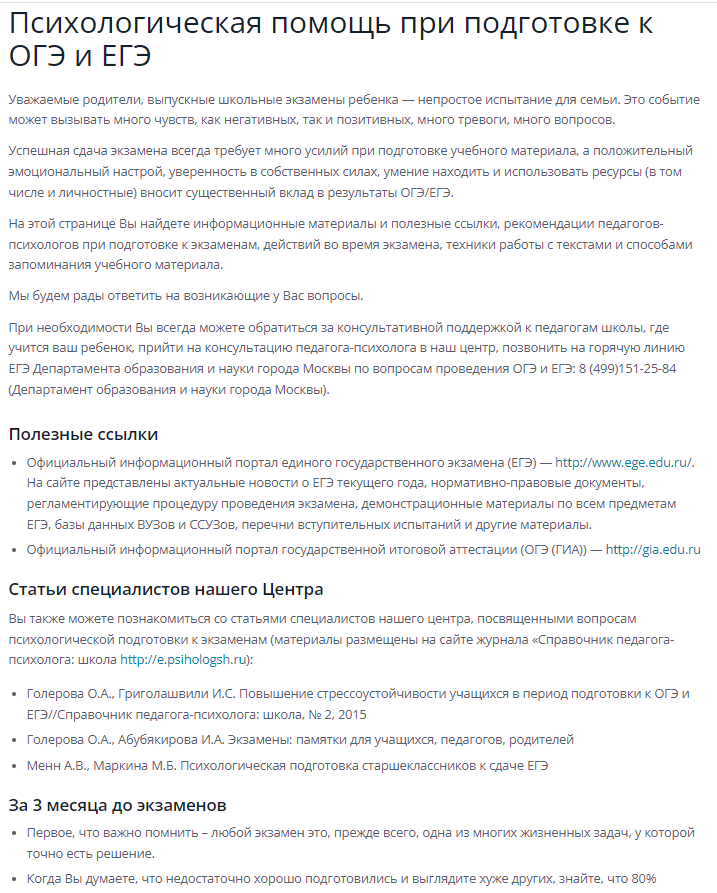 Психологическая помощь при подготовке к
ОГЭ и ЕГЭ
Уважаемые родители, выпускные школьные экзамены ребенка — непростое испытание для семьи. Это событие
может вызывать много чувств, как негативных, так и позитивных, много тревоги, много вопросов.
Успешная сдача экзамена всегда требует много усилий при подготовке учебного материала, а положительный
эмоциональный настрой, уверенность в собственных силах, умение находить и использовать ресурсы (в том
числе и личностные) вносит существенный вклад в результаты ОГЭ/ЕГЭ.
На этой странице Вы найдете информационные материалы и полезные ссылки, рекомендации педагогов-
психологов при подготовке к экзаменам, действий во время экзамена, техники работы с текстами и способами
запоминания учебного материала.
Мы будем рады ответить на возникающие у Вас вопросы.
При необходимости Вы всегда можете обратиться за консультативной поддержкой к педагогам школы, где
учится ваш ребенок, прийти на консультацию педагога-психолога в наш центр, позвонить на горячую линию
ЕГЭ Департамента образования и науки города Москвы по вопросам проведения ОГЭ и ЕГЭ: 8 (499)151-25-84
(Департамент образования и науки города Москвы).
Полезные ссылки
• Официальный информационный портал единого государственного экзамена (ЕГЭ) — http://www.ege.edu.ru/.
На сайте представлены актуальные новости о ЕГЭ текущего года, нормативно-правовые документы,
регламентирующие процедуру проведения экзамена, демонстрационные материалы по всем предметам
ЕГЭ, базы данных ВУЗов и ССУЗов, перечни вступительных испытаний и другие материалы.
• Официальный информационный портал государственной итоговой аттестации (ОГЭ (ГИА)) — http://gia.edu.ru
Статьи специалистов нашего Центра
Вы также можете познакомиться со статьями специалистов нашего центра, посвященными вопросам
психологической подготовки к экзаменам (материалы размещены на сайте журнала «Справочник педагога-
психолога: школа http://e.psihologsh.ru):
• Голерова О.А., Григолашвили И.С. Повышение стрессоустойчивости учащихся в период подготовки к ОГЭ и
ЕГЭ//Справочник педагога-психолога: школа, № 2, 2015
• Голерова О.А., Абубякирова И.А. Экзамены: памятки для учащихся, педагогов, родителей
• Менн А.В., Маркина М.Б. Психологическая подготовка старшеклассников к сдаче ЕГЭ
За 3 месяца до экзаменов
• Первое, что важно помнить – любой экзамен это, прежде всего, одна из многих жизненных задач, у которой
точно есть решение.
• Когда Вы думаете, что недостаточно хорошо подготовились и выглядите хуже других, знайте, что 80%